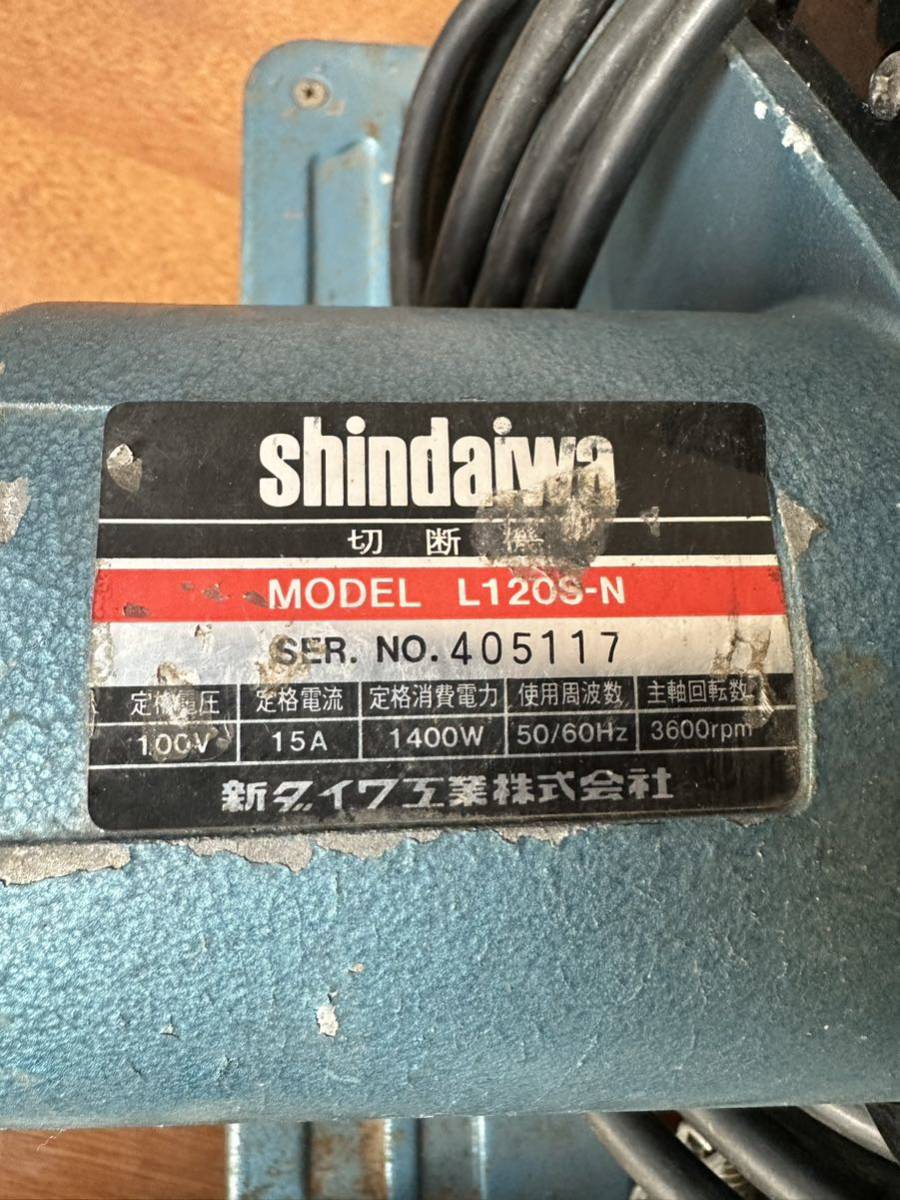 shindaiwa
切断機
MODEL L120S-N
SER. NO. 405117
定格電圧 定格電流 定格消費電力 使用周波数 主軸回転数
100V 15A 1400W 50/60Hz 3600rpm
新ダイワ工業株式会社